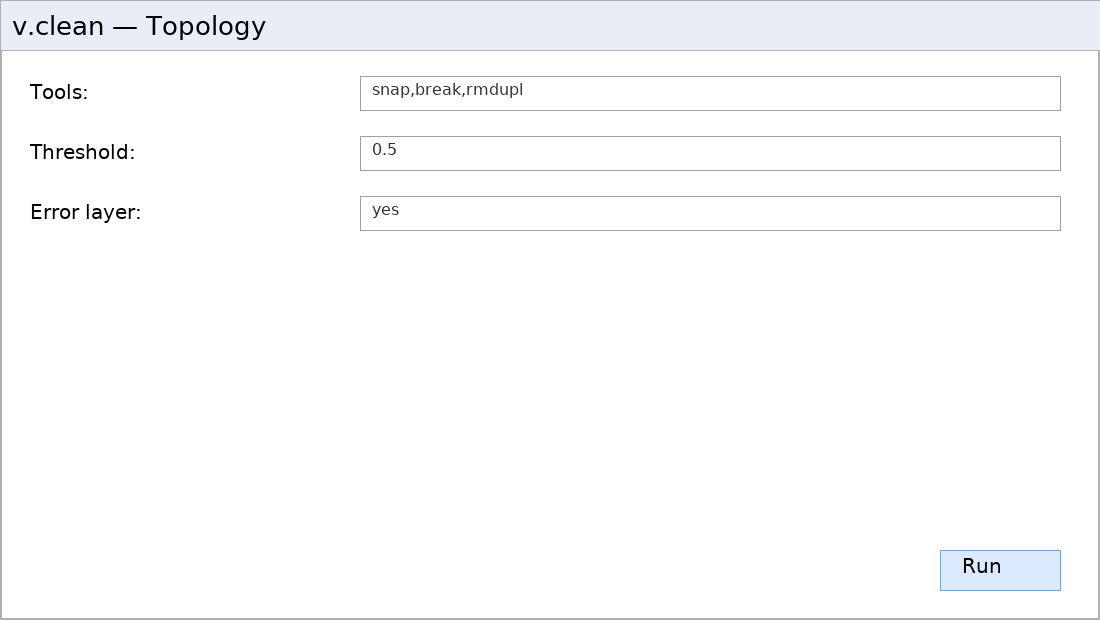 v.clean — Topology
Tools: snap,break,rmdupl
Threshold: 0.5
Error layer: yes
Run